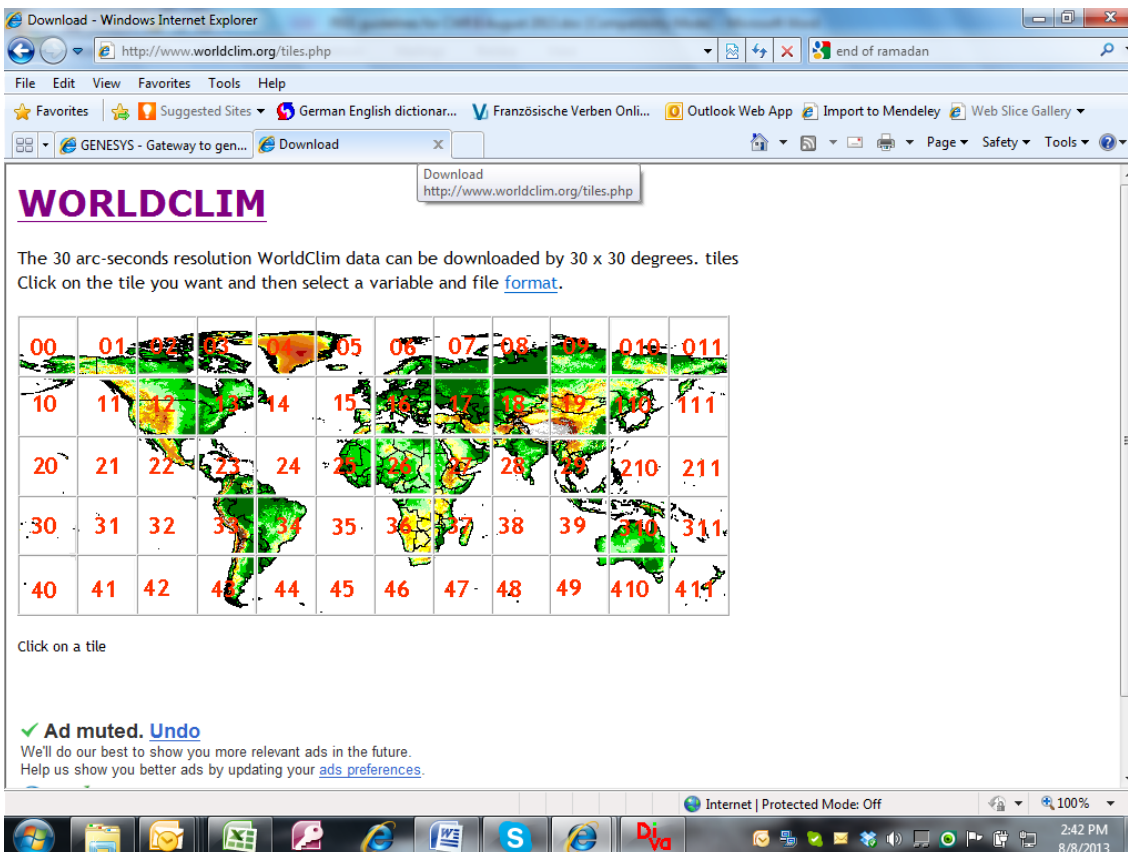 Download - Windows Internet Explorer
http://www.worldclim.org/tiles.php
end of ramadan
File Edit View Favorites Tools Help
Favorites Suggested Sites German English dictionar... Französische Verben Onli... Outlook Web App Import to Mendeley Web Slice Gallery
GENESYS - Gateway to gen... Download x Page Safety Tools
Download
http://www.worldclim.org/tiles.php
WORLDCLIM
The 30 arc-seconds resolution WorldClim data can be downloaded by 30 x 30 degrees. tiles
Click on the tile you want and then select a variable and file format.
00 01 02 03 04 05 06 07 08 09 010 011
10 11 12 13 14 15 16 17 18 19 110 111
20 21 22 23 24 25 26 27 28 29 210 211
30 31 32 33 34 35 36 37 38 39 310 311
40 41 42 43 44 45 46 47 48 49 410 411
Click on a tile
Ad muted. Undo
We'll do our best to show you more relevant ads in the future.
Help us show you better ads by updating your ads preferences.
Internet | Protected Mode: Off 100%
Diva
2:42 PM
8/8/2013